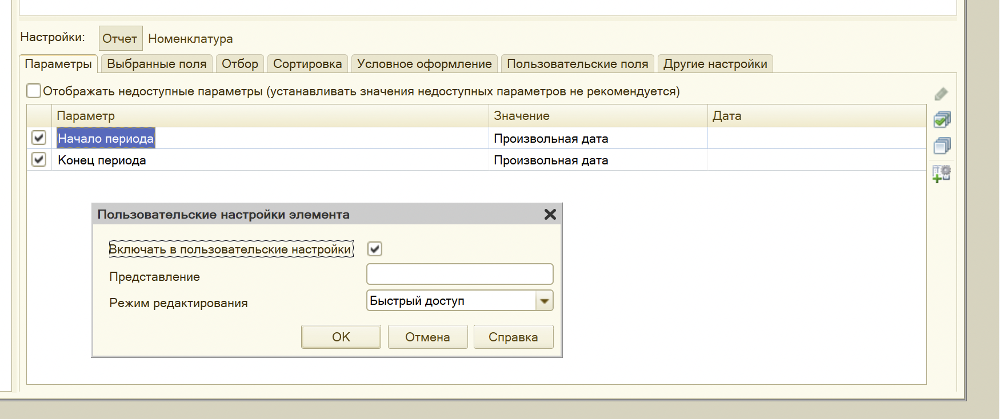 Настройки: Отчет Номенклатура
Параметры Выбранные поля Отбор Сортировка Условное оформление Пользовательские поля Другие настройки
Отображать недоступные параметры (устанавливать значения недоступных параметров не рекомендуется)
Параметр Значение Дата
Начало периода Произвольная дата
Конец периода Произвольная дата
Пользовательские настройки элемента
Включать в пользовательские настройки
Представление
Режим редактирования Быстрый доступ
ОК Отмена Справка